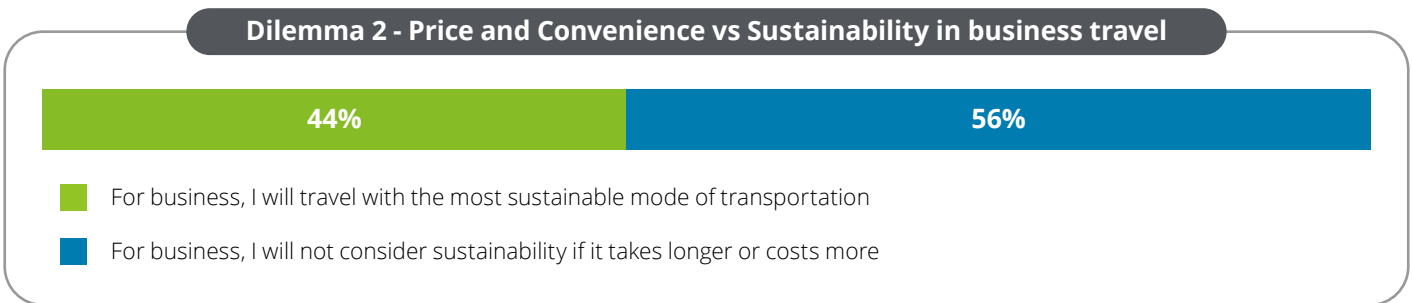 Dilemma 2 - Price and Convenience vs Sustainability in business travel
44%
56%
For business, I will travel with the most sustainable mode of transportation
For business, I will not consider sustainability if it takes longer or costs more